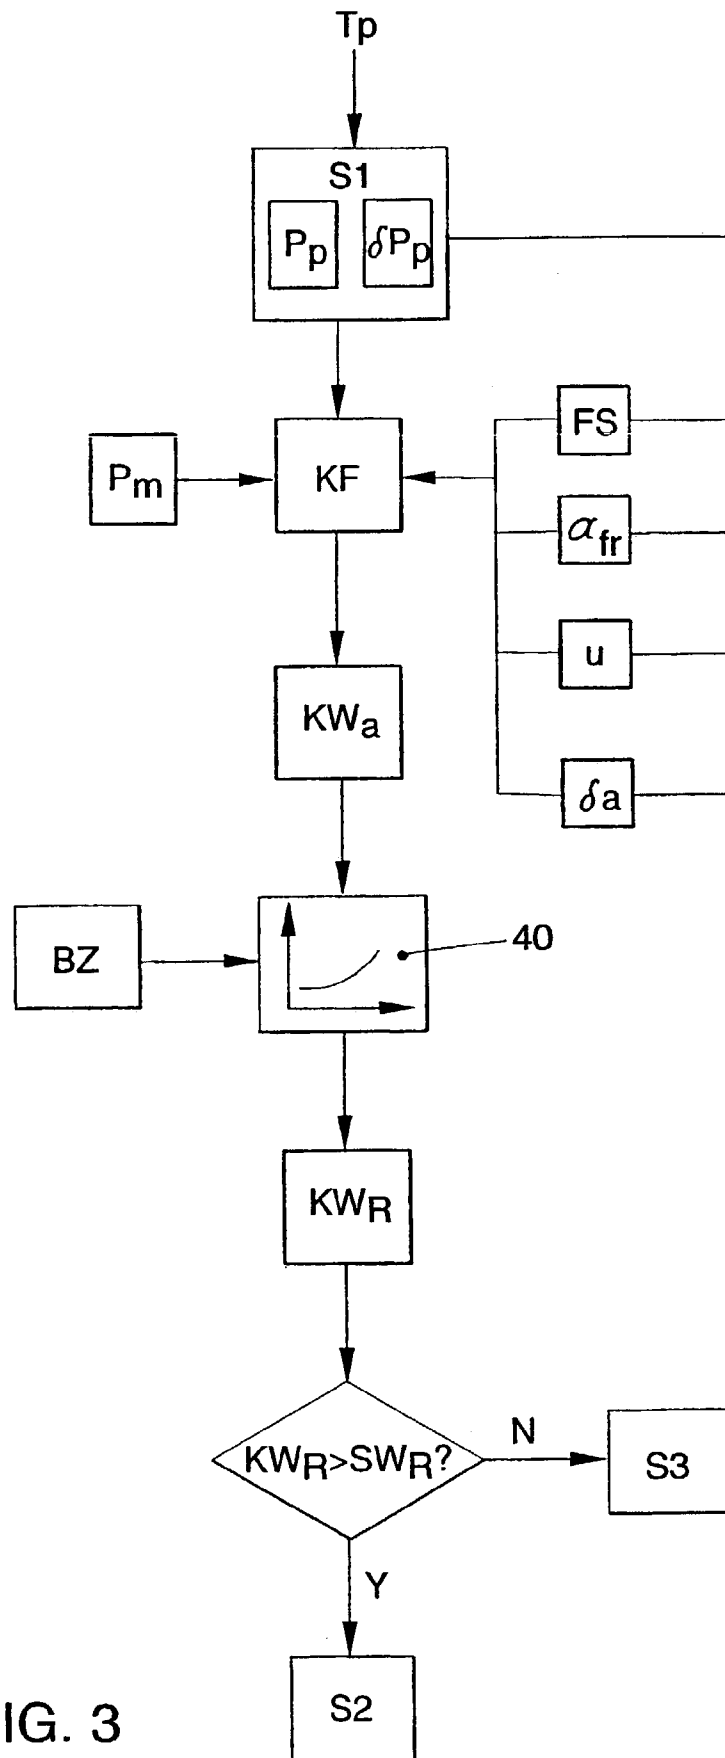 Tp
S1
Pp δPp
FS
Pm KF
αfr
u
KWa
δa
BZ 40
KWR
KWR>SWR? N S3
Y
S2
IG. 3